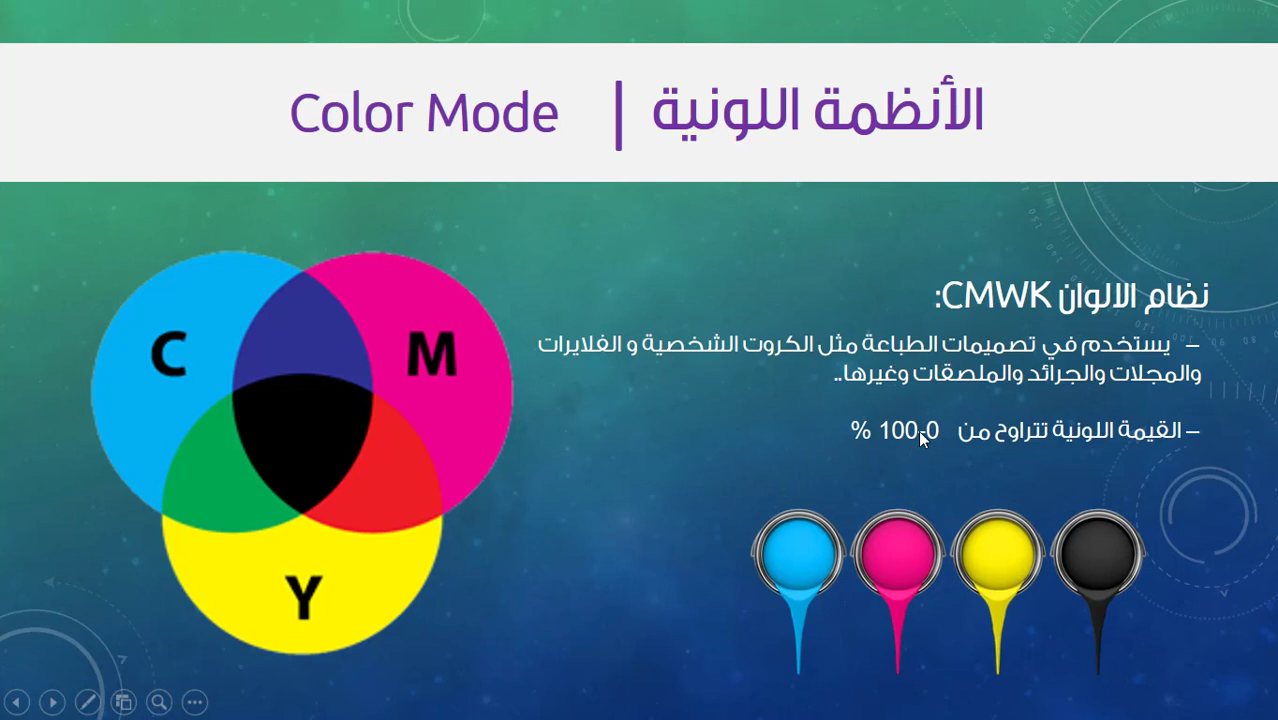 الأنظمة اللونية | Color Mode
نظام الالوان CMWK:
– يستخدم في تصميمات الطباعة مثل الكروت الشخصية و الفلايرات
والمجلات والجرائد والملصقات وغيرها..
– القيمة اللونية تتراوح من 0-100 %
C
M
Y